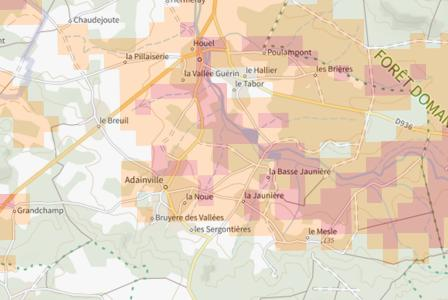 Chaudejoute
Houel
la Pillaiserie
Poulampont
la Vallée Guérin
le Hallier
les Brières
le Tabor
FORÊT DOMA
D936
le Breuil
la Basse Jaunière
Adainville
la Noue
la Jaunière
Grandchamp
Bruyère des Vallées
les Sergontières
le Mesle